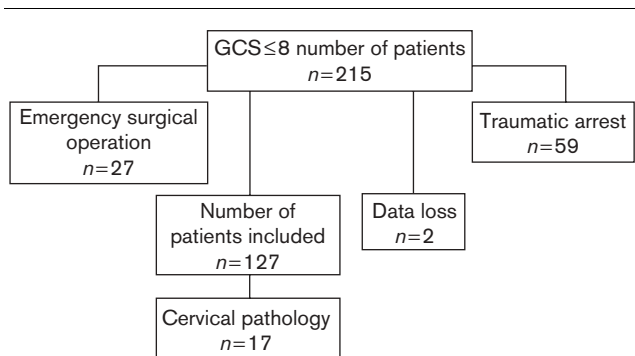 GCS≤8 number of patients
n=215
Emergency surgical
operation
n=27
Traumatic arrest
n=59
Number of
patients included
n=127
Data loss
n=2
Cervical pathology
n=17